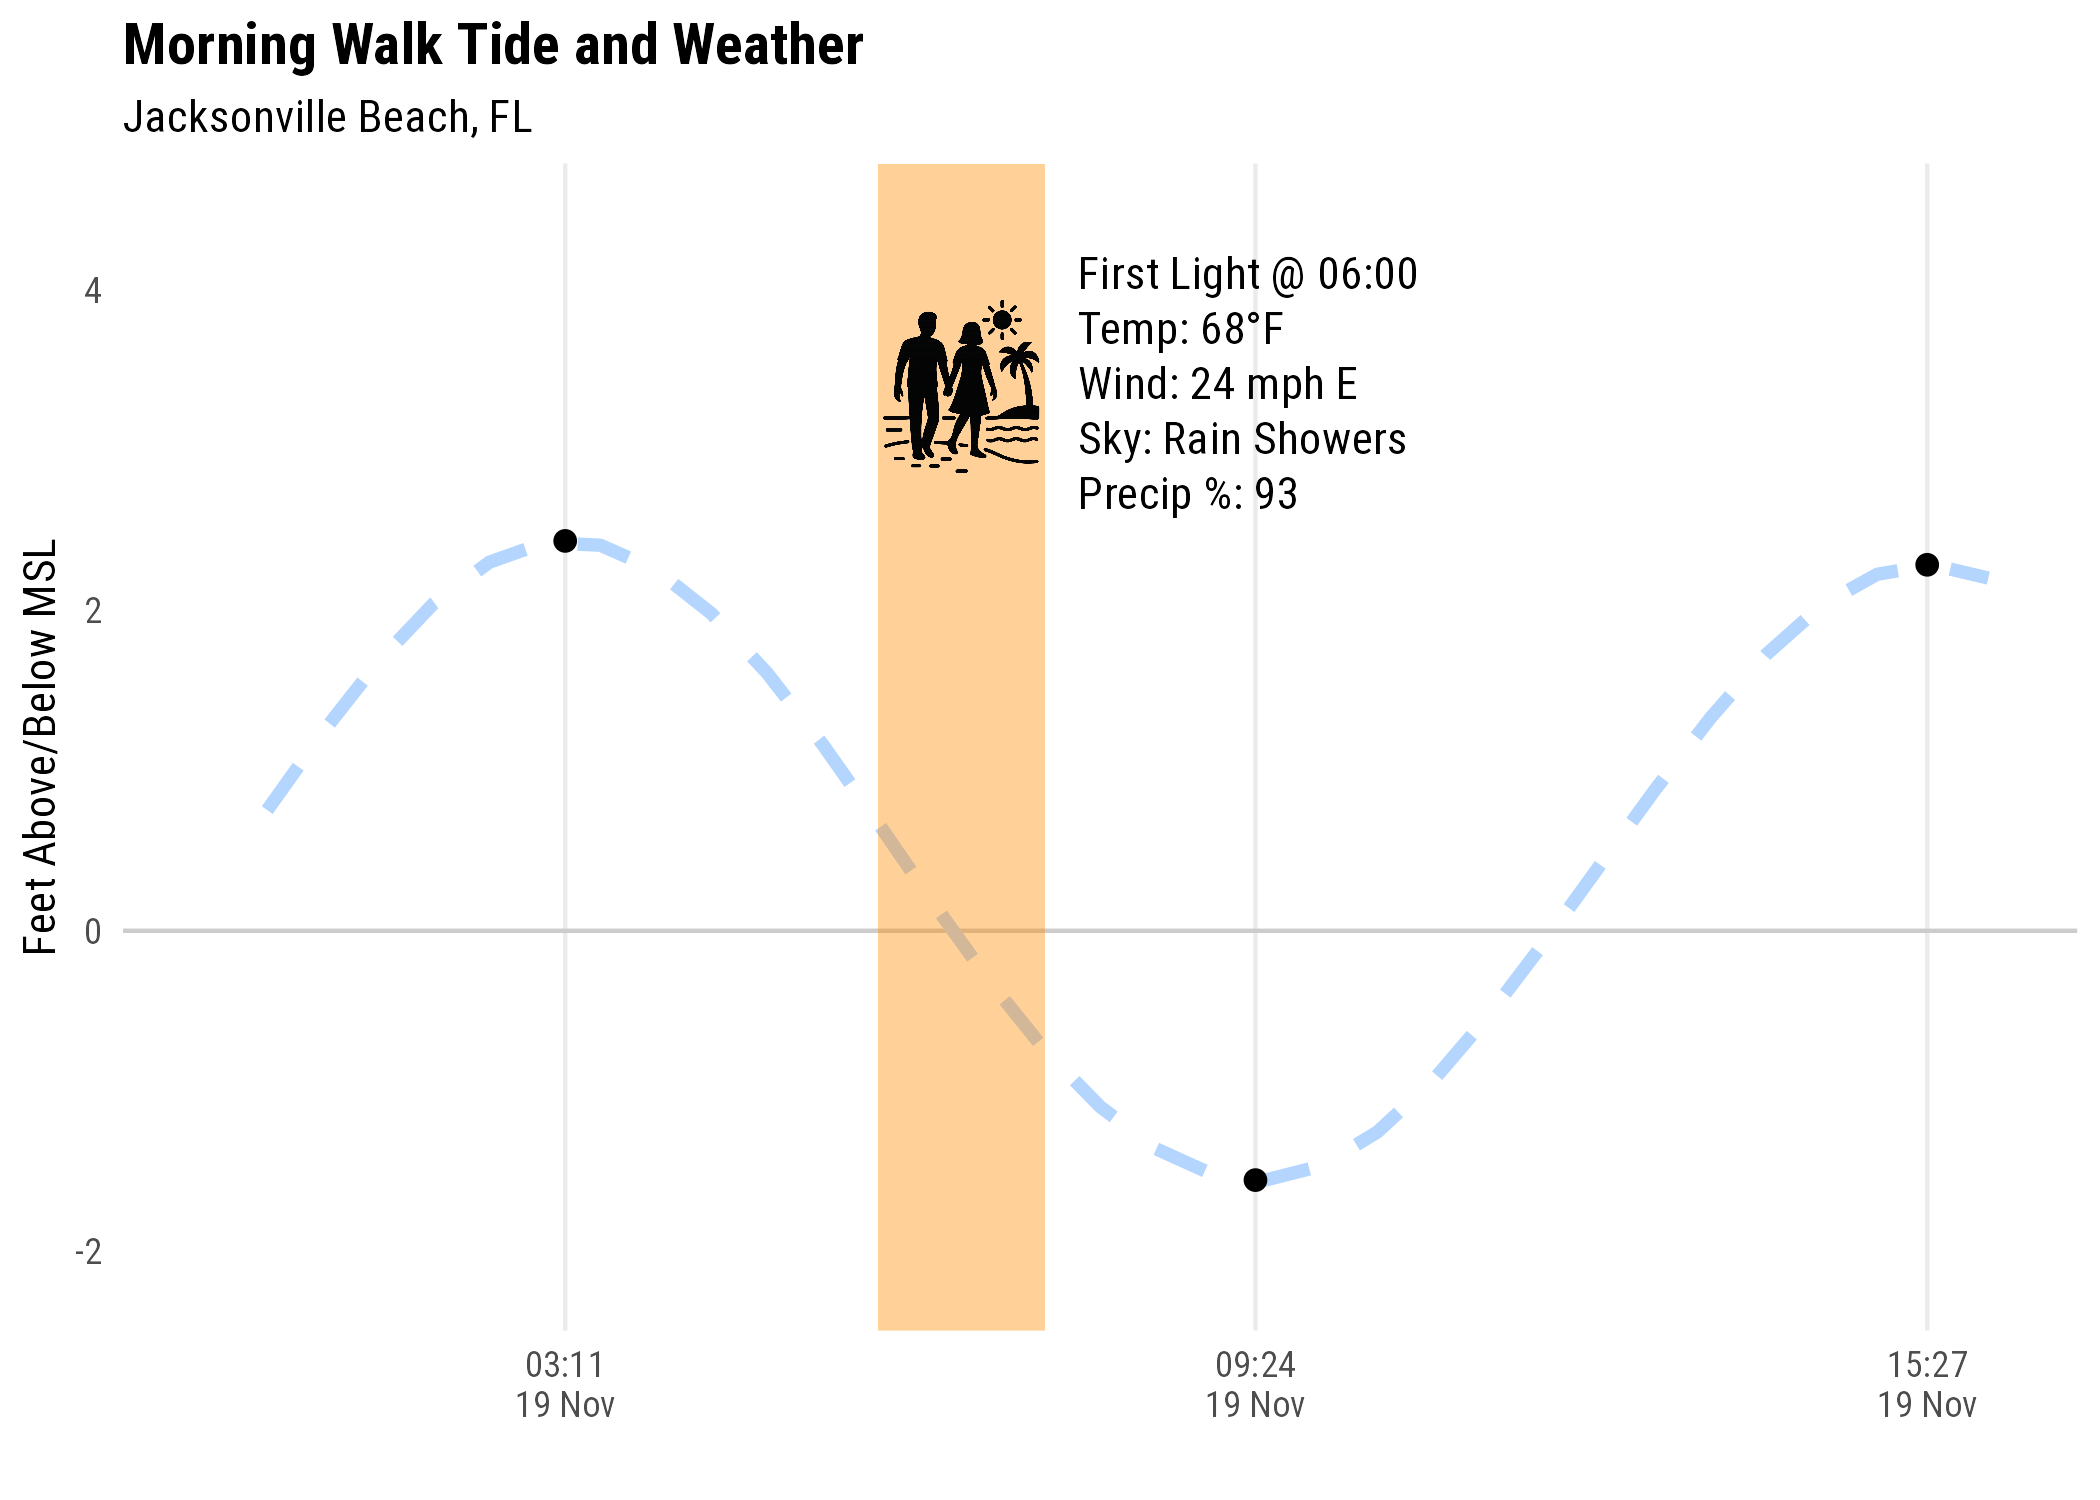 Morning Walk Tide and Weather
Jacksonville Beach, FL
Feet Above/Below MSL
4
2
0
-2
First Light @ 06:00
Temp: 68°F
Wind: 24 mph E
Sky: Rain Showers
Precip %: 93
03:11
19 Nov
09:24
19 Nov
15:27
19 Nov